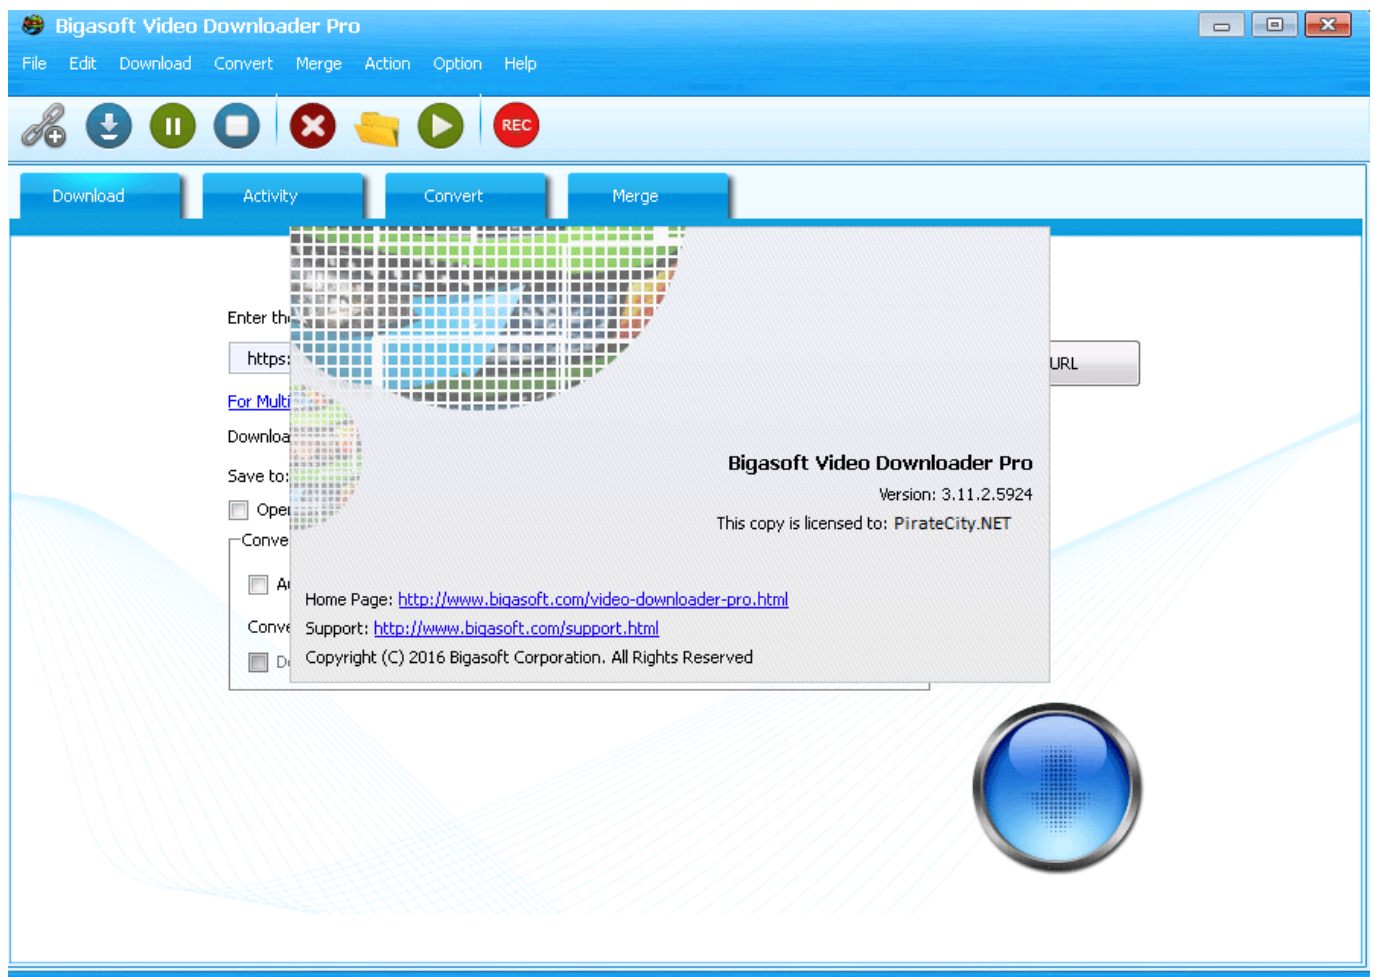 Bigasoft Video Downloader Pro
File Edit Download Convert Merge Action Option Help
REC
Download Activity Convert Merge
Enter the
https:
URL
For Multi
Downloa
Save to:
Open
Conve
Bigasoft Video Downloader Pro
Version: 3.11.2.5924
This copy is licensed to: PirateCity.NET
Home Page: http://www.bigasoft.com/video-downloader-pro.html
Conve
Support: http://www.bigasoft.com/support.html
Copyright (C) 2016 Bigasoft Corporation. All Rights Reserved